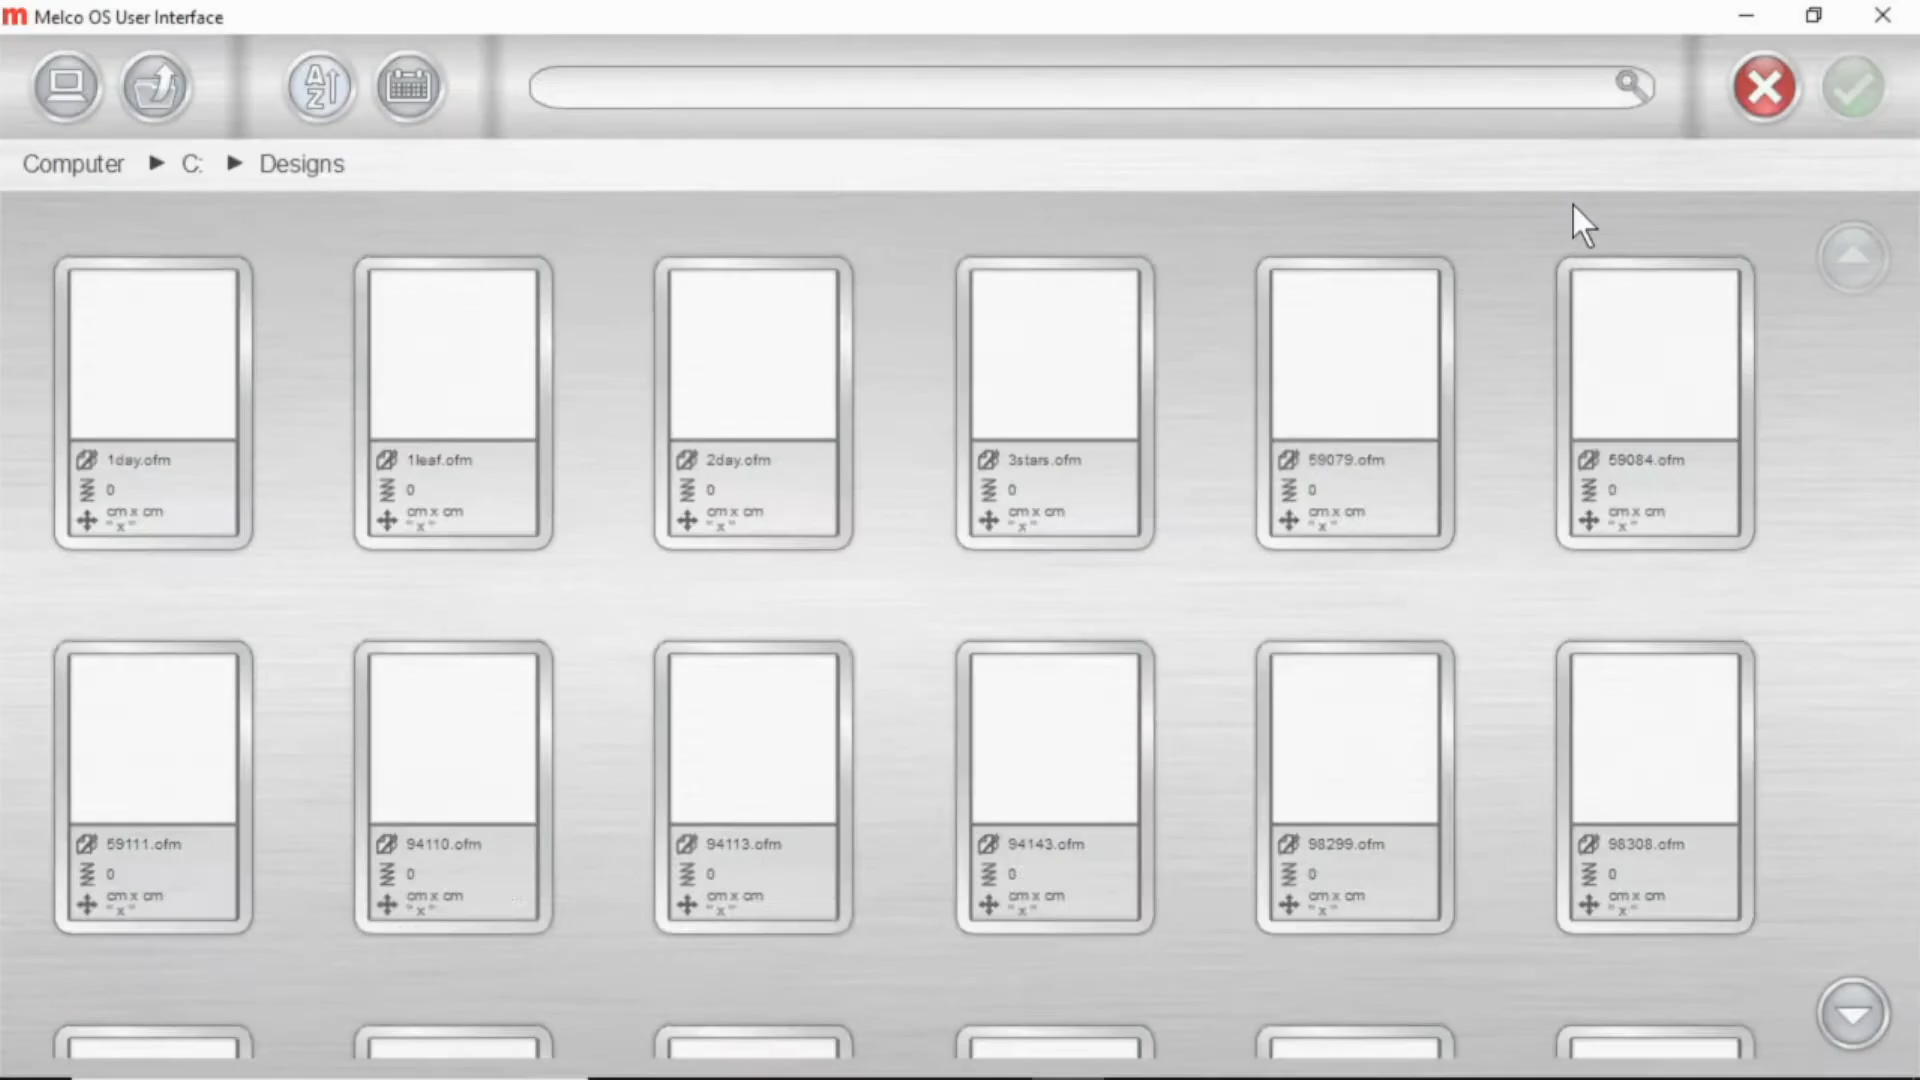 m Melco OS User Interface
A
Z
Computer ▶ C: ▶ Designs
1day.ofm
0
cm x cm
" x "
1leaf.ofm
0
cm x cm
" x "
2day.ofm
0
cm x cm
" x "
3stars.ofm
0
cm x cm
" x "
59079.ofm
0
cm x cm
" x "
59084.ofm
0
cm x cm
" x "
59111.ofm
0
cm x cm
" x "
94110.ofm
0
cm x cm
" x "
94113.ofm
0
cm x cm
" x "
94143.ofm
0
cm x cm
" x "
98299.ofm
0
cm x cm
" x "
98308.ofm
0
cm x cm
" x "